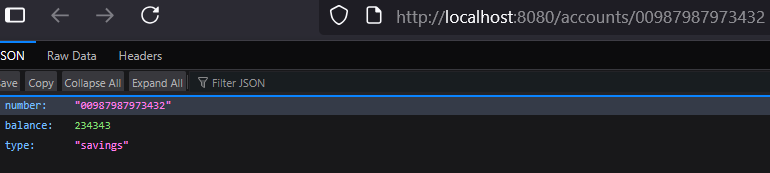 http://localhost:8080/accounts/00987987973432
JSON Raw Data Headers
ave Copy Collapse All Expand All Filter JSON
number: "00987987973432"
balance: 234343
type: "savings"